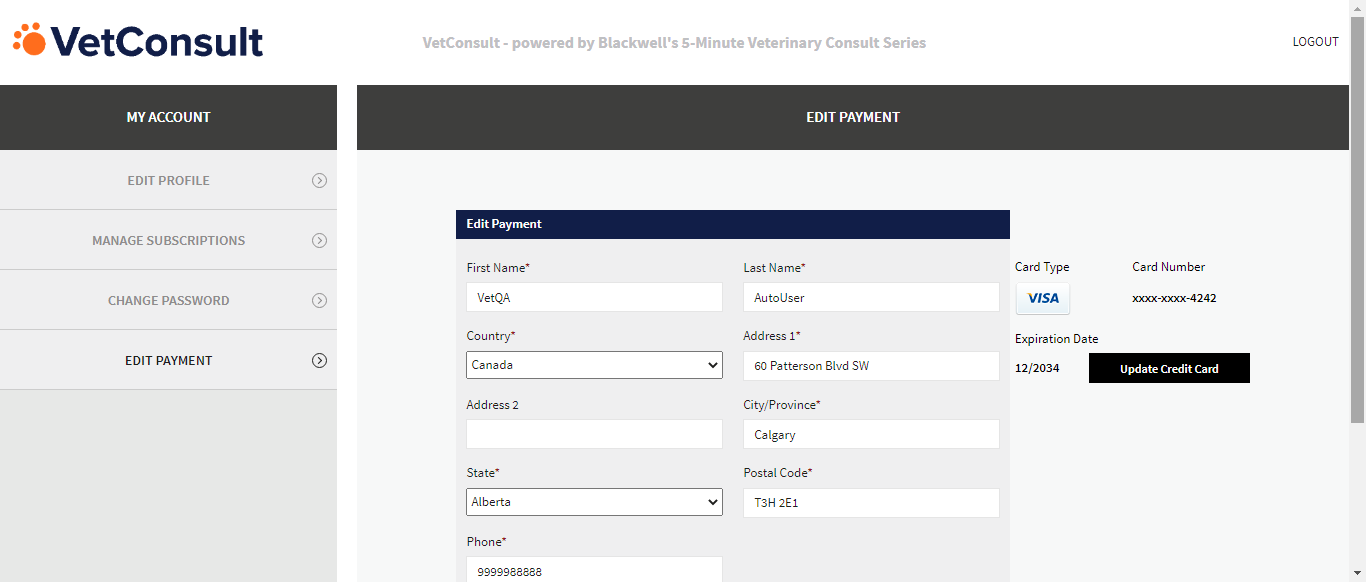 VetConsult
VetConsult - powered by Blackwell's 5-Minute Veterinary Consult Series
LOGOUT
MY ACCOUNT
EDIT PROFILE
MANAGE SUBSCRIPTIONS
CHANGE PASSWORD
EDIT PAYMENT
EDIT PAYMENT
Edit Payment
First Name*
Last Name*
VetQA
AutoUser
Country*
Address 1*
Canada
60 Patterson Blvd SW
Address 2
City/Province*
Calgary
State*
Postal Code*
Alberta
T3H 2E1
Phone*
9999988888
Card Type
Card Number
VISA
xxxx-xxxx-4242
Expiration Date
12/2034
Update Credit Card